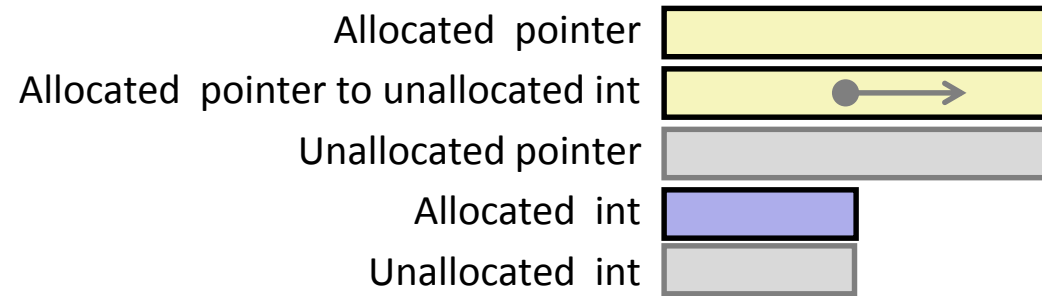 Allocated pointer
Allocated pointer to unallocated int
Unallocated pointer
Allocated int
Unallocated int